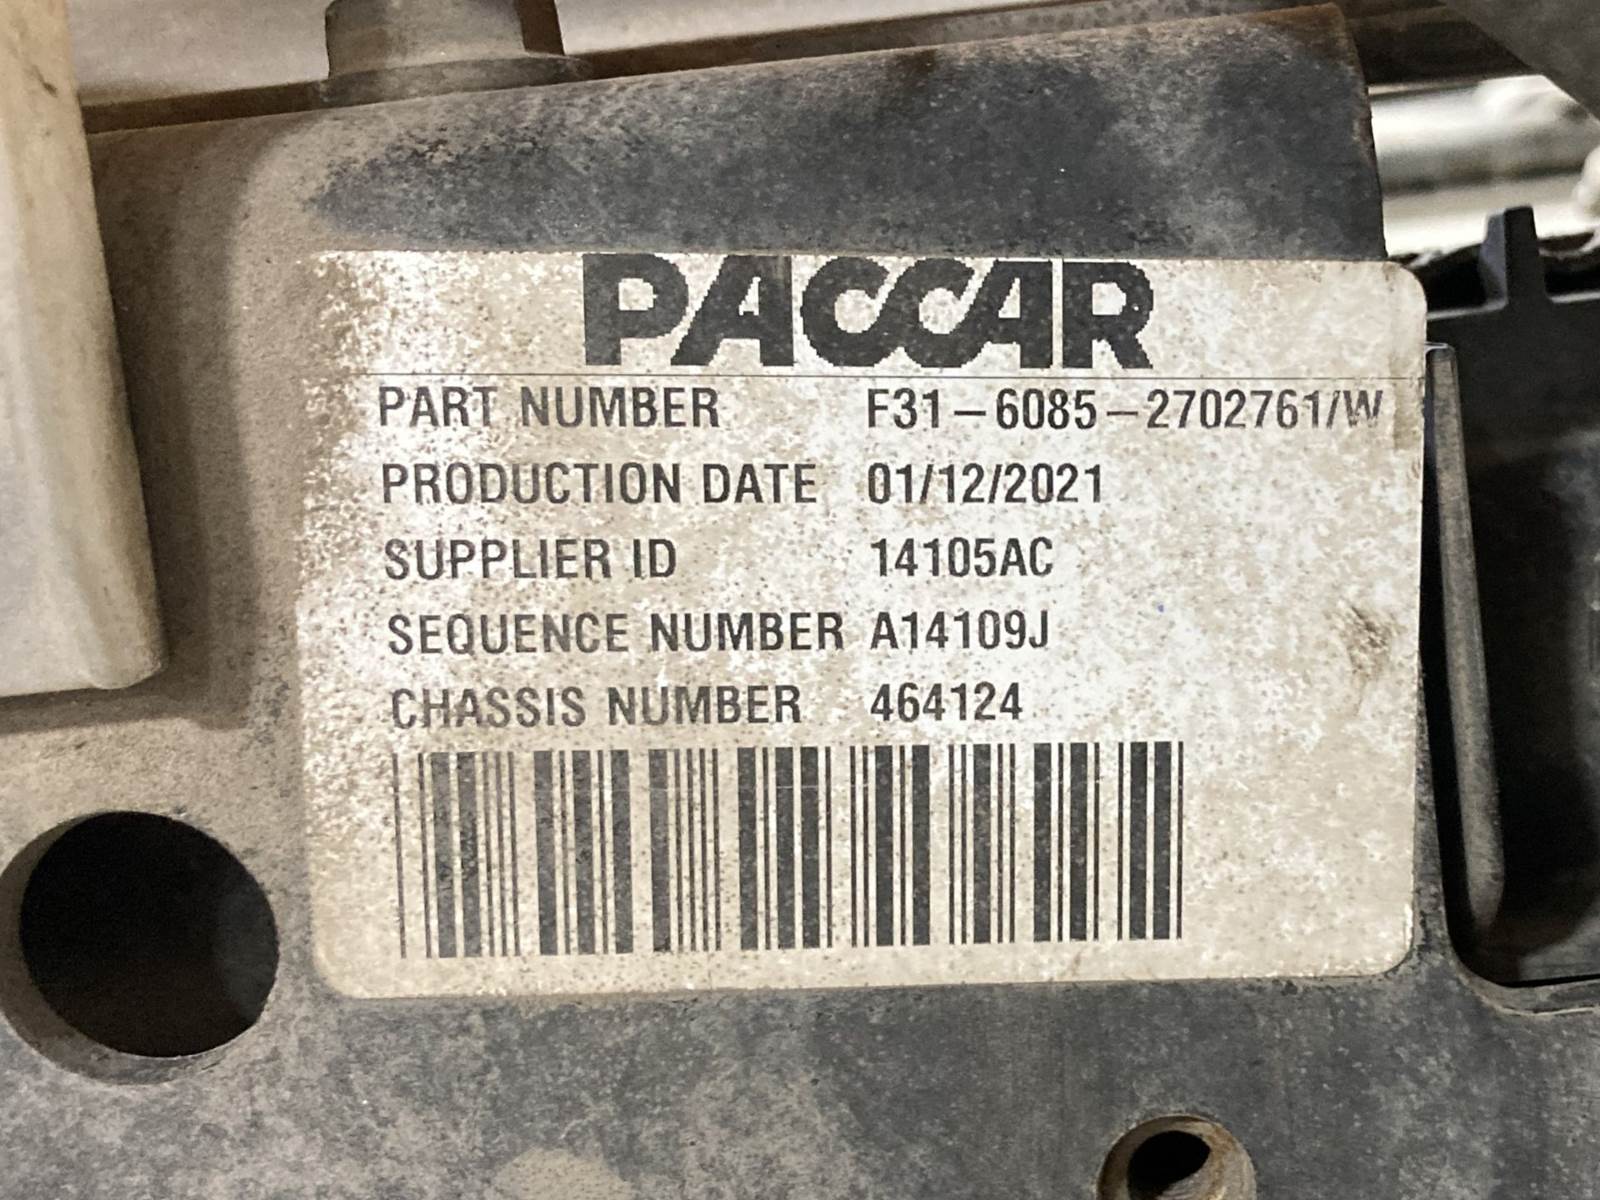 PACCAR
PART NUMBER F31-6085-2702761/W
PRODUCTION DATE 01/12/2021
SUPPLIER ID 14105AC
SEQUENCE NUMBER A14109J
CHASSIS NUMBER 464124